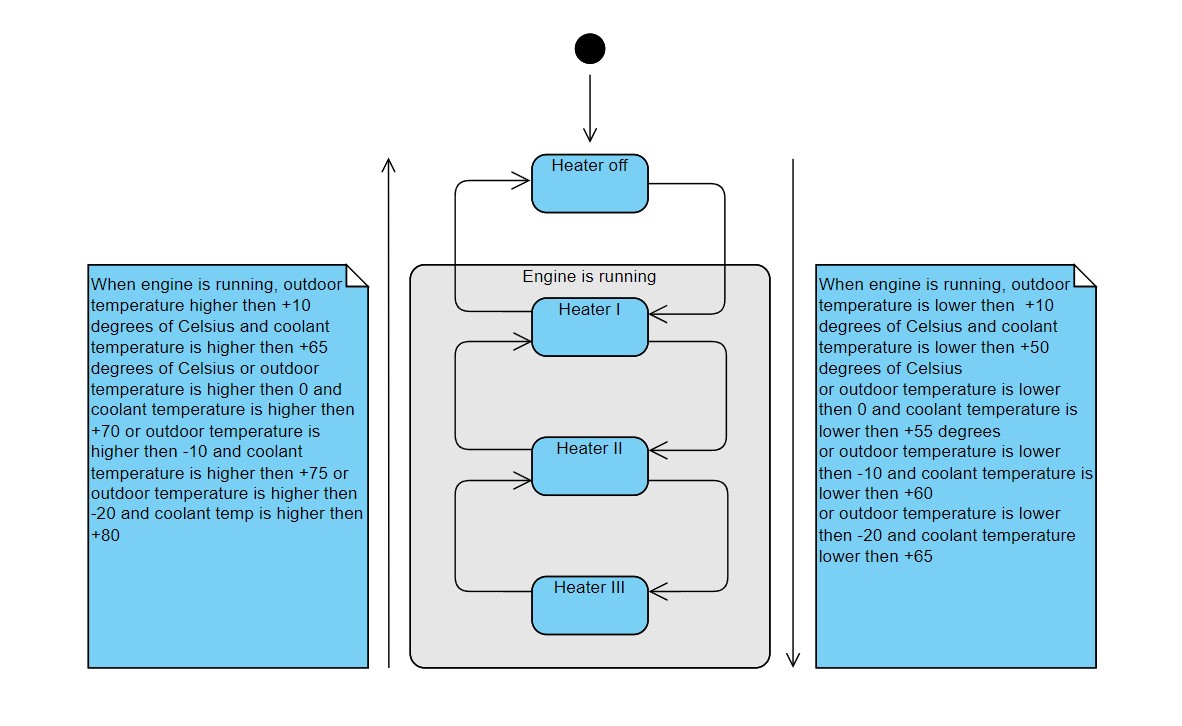 Heater off
When engine is running, outdoor
temperature higher then +10
degrees of Celsius and coolant
temperature is higher then +65
degrees of Celsius or outdoor
temperature is higher then 0 and
coolant temperature is higher then
+70 or outdoor temperature is
higher then -10 and coolant
temperature is higher then +75 or
outdoor temperature is higher then
-20 and coolant temp is higher then
+80
Engine is running
Heater I
Heater II
Heater III
When engine is running, outdoor
temperature is lower then  +10
degrees of Celsius and coolant
temperature is lower then +50
degrees of Celsius
or outdoor temperature is lower
then 0 and coolant temperature is
lower then +55 degrees
or outdoor temperature is lower
then -10 and coolant temperature is
lower then +60
or outdoor temperature is lower
then -20 and coolant temperature
lower then +65